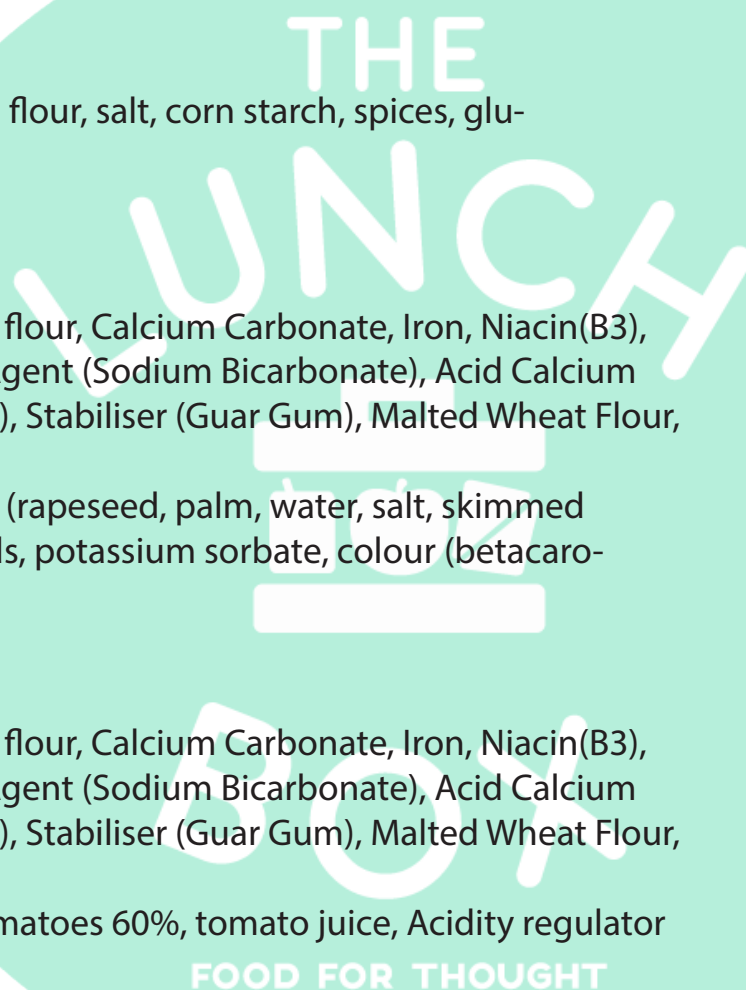 THE
flour, salt, corn starch, spices, glu-
LUNCH
flour, Calcium Carbonate, Iron, Niacin(B3),
gent (Sodium Bicarbonate), Acid Calcium
), Stabiliser (Guar Gum), Malted Wheat Flour,
(rapeseed, palm, water, salt, skimmed
ls, potassium sorbate, colour (betacaro-
BOX
flour, Calcium Carbonate, Iron, Niacin(B3),
gent (Sodium Bicarbonate), Acid Calcium
), Stabiliser (Guar Gum), Malted Wheat Flour,
matoes 60%, tomato juice, Acidity regulator
FOOD FOR THOUGHT